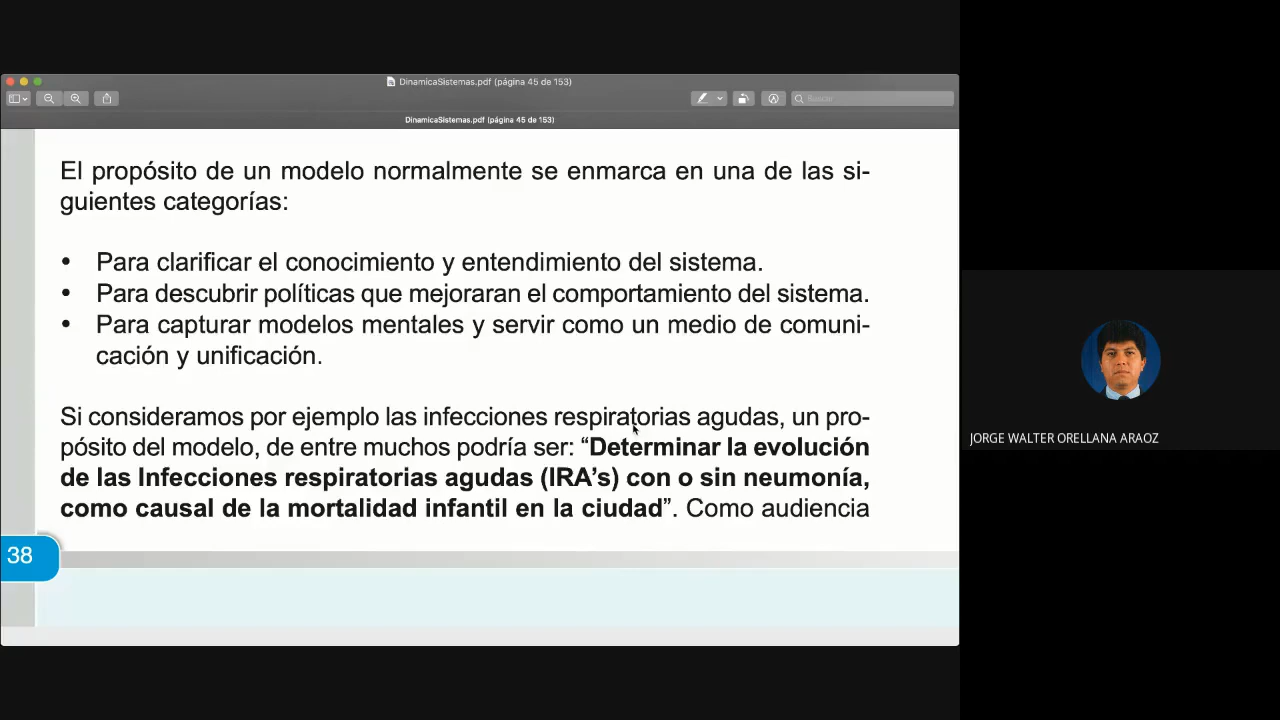 DinamicaSistemas.pdf (página 45 de 153)
Buscar
DinamicaSistemas.pdf (página 45 de 153)
El propósito de un modelo normalmente se enmarca en una de las si-
guientes categorías:
• Para clarificar el conocimiento y entendimiento del sistema.
• Para descubrir políticas que mejoraran el comportamiento del sistema.
• Para capturar modelos mentales y servir como un medio de comuni-
cación y unificación.
Si consideramos por ejemplo las infecciones respiratorias agudas, un pro-
pósito del modelo, de entre muchos podría ser: “Determinar la evolución
de las Infecciones respiratorias agudas (IRA’s) con o sin neumonía,
como causal de la mortalidad infantil en la ciudad”. Como audiencia
38
JORGE WALTER ORELLANA ARAOZ